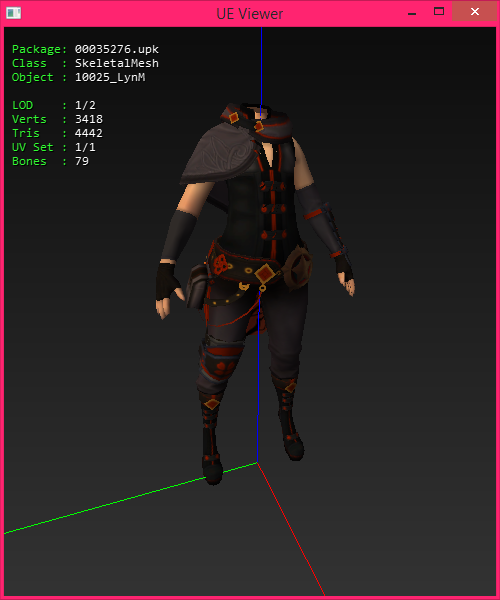 UE Viewer
Package: 00035276.upk
Class : SkeletalMesh
Object : 10025_LynM
LOD : 1/2
Verts : 3418
Tris : 4442
UV Set : 1/1
Bones : 79